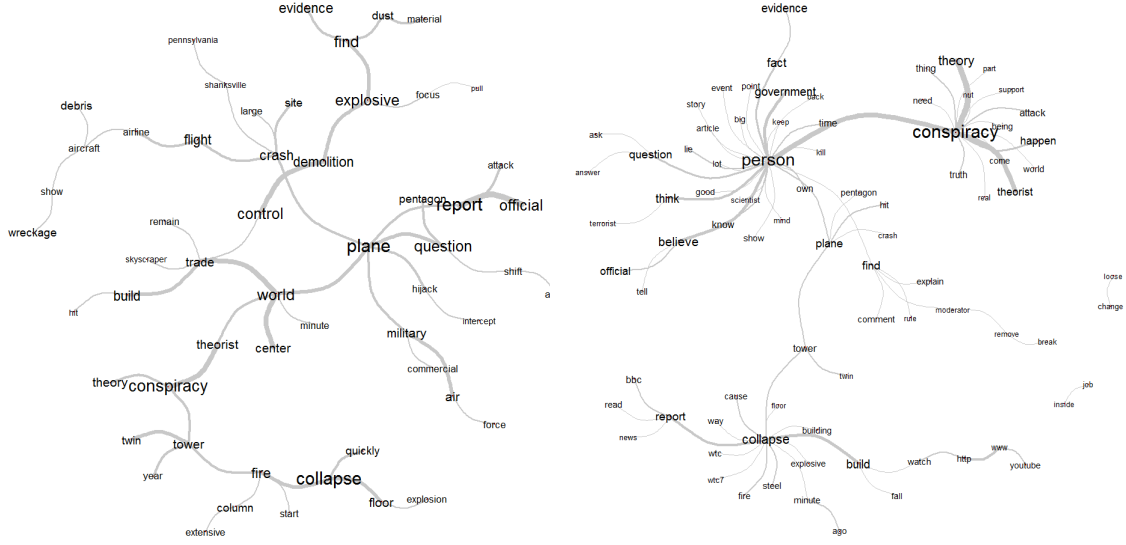 evidence
dust
material
find
pennsylvania
shanksville
explosive
focus
pull
large
site
debris
airline
flight
aircraft
crash
demolition
attack
show
pentagon
report
official
control
wreckage
remain
plane
question
skyscraper
trade
shift
a
build
world
hijack
hit
minute
intercept
theorist
center
military
theory
conspiracy
commercial
air
force
twin
tower
quickly
year
fire
collapse
column
start
floor
explosion
extensive
evidence
fact
theory
thing
part
event
point
government
nut
support
story
back
need
big
keep
time
attack
article
being
conspiracy
happen
ask
lie
question
lot
person
kill
come
world
answer
truth
own
think
good
scientist
pentagon
real
theorist
hit
terrorist
know
mind
believe
show
plane
crash
official
find
tell
explain
loose
change
comment
rule
moderator
remove
break
tower
bbc
twin
job
inside
read
report
cause
floor
way
building
news
collapse
wtc
explosive
build
watch
http
www
youtube
wtc7
fire
steel
minute
fall
ago